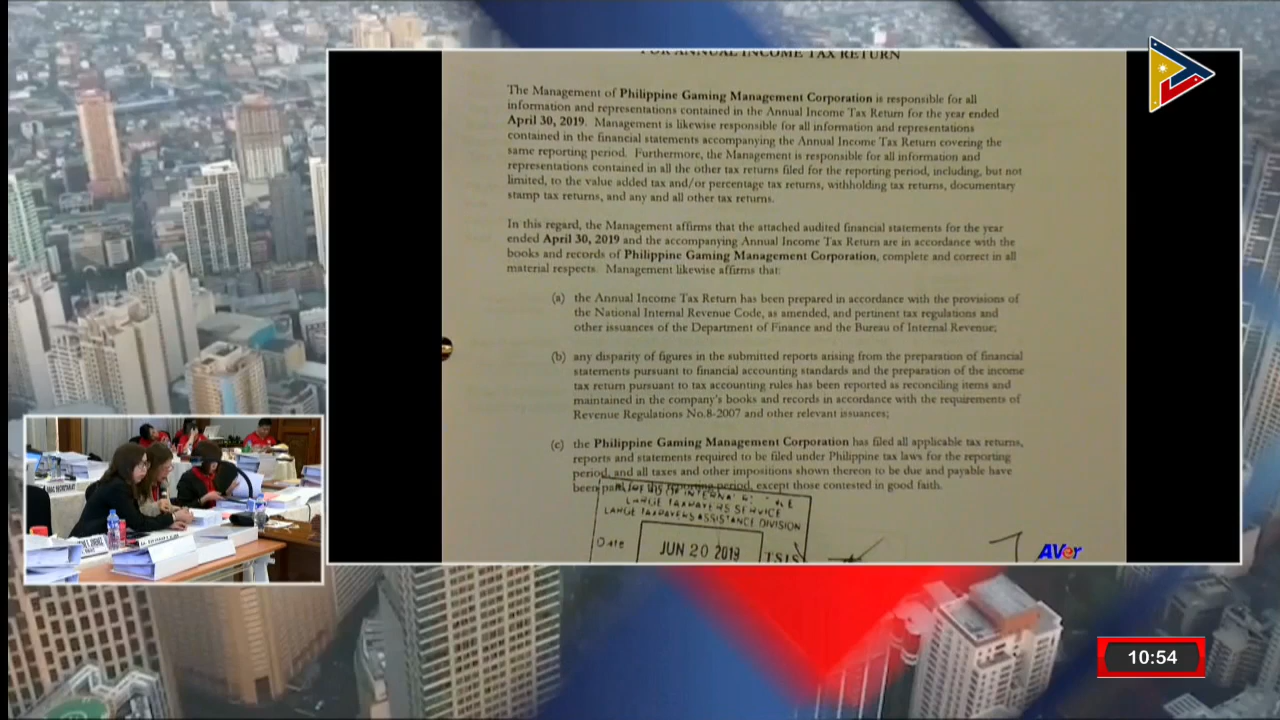 FOR ANNUAL INCOME TAX RETURN
The Management of Philippine Gaming Management Corporation is responsible for all
information and representations contained in the Annual Income Tax Return for the year ended
April 30, 2019. Management is likewise responsible for all information and representations
contained in the financial statements accompanying the Annual Income Tax Return covering the
same reporting period. Furthermore, the Management is responsible for all information and
representations contained in all the other tax returns filed for the reporting period, including, but not
limited, to the value added tax and/or percentage tax returns, withholding tax returns, documentary
stamp tax returns, and any and all other tax returns.
In this regard, the Management affirms that the attached audited financial statements for the year
ended April 30, 2019 and the accompanying Annual Income Tax Return are in accordance with the
books and records of Philippine Gaming Management Corporation, complete and correct in all
material respects. Management likewise affirms that:
(a) the Annual Income Tax Return has been prepared in accordance with the provisions of
the National Internal Revenue Code, as amended, and pertinent tax regulations and
other issuances of the Department of Finance and the Bureau of Internal Revenue;
(b) any disparity of figures in the submitted reports arising from the preparation of financial
statements pursuant to financial accounting standards and the preparation of the income
tax return pursuant to tax accounting rules has been reported as reconciling items and
maintained in the company's books and records in accordance with the requirements of
Revenue Regulations No.8-2007 and other relevant issuances;
(c) the Philippine Gaming Management Corporation has filed all applicable tax returns,
reports and statements required to be filed under Philippine tax laws for the reporting
period, and all taxes and other impositions shown thereon to be due and payable have
been paid for the reporting period, except those contested in good faith.
LARGE TAXPAYERS SERVICE
LARGE TAXPAYERS ASSISTANCE DIVISION
Date JUN 20 2019 TSIS
AVer
10:54